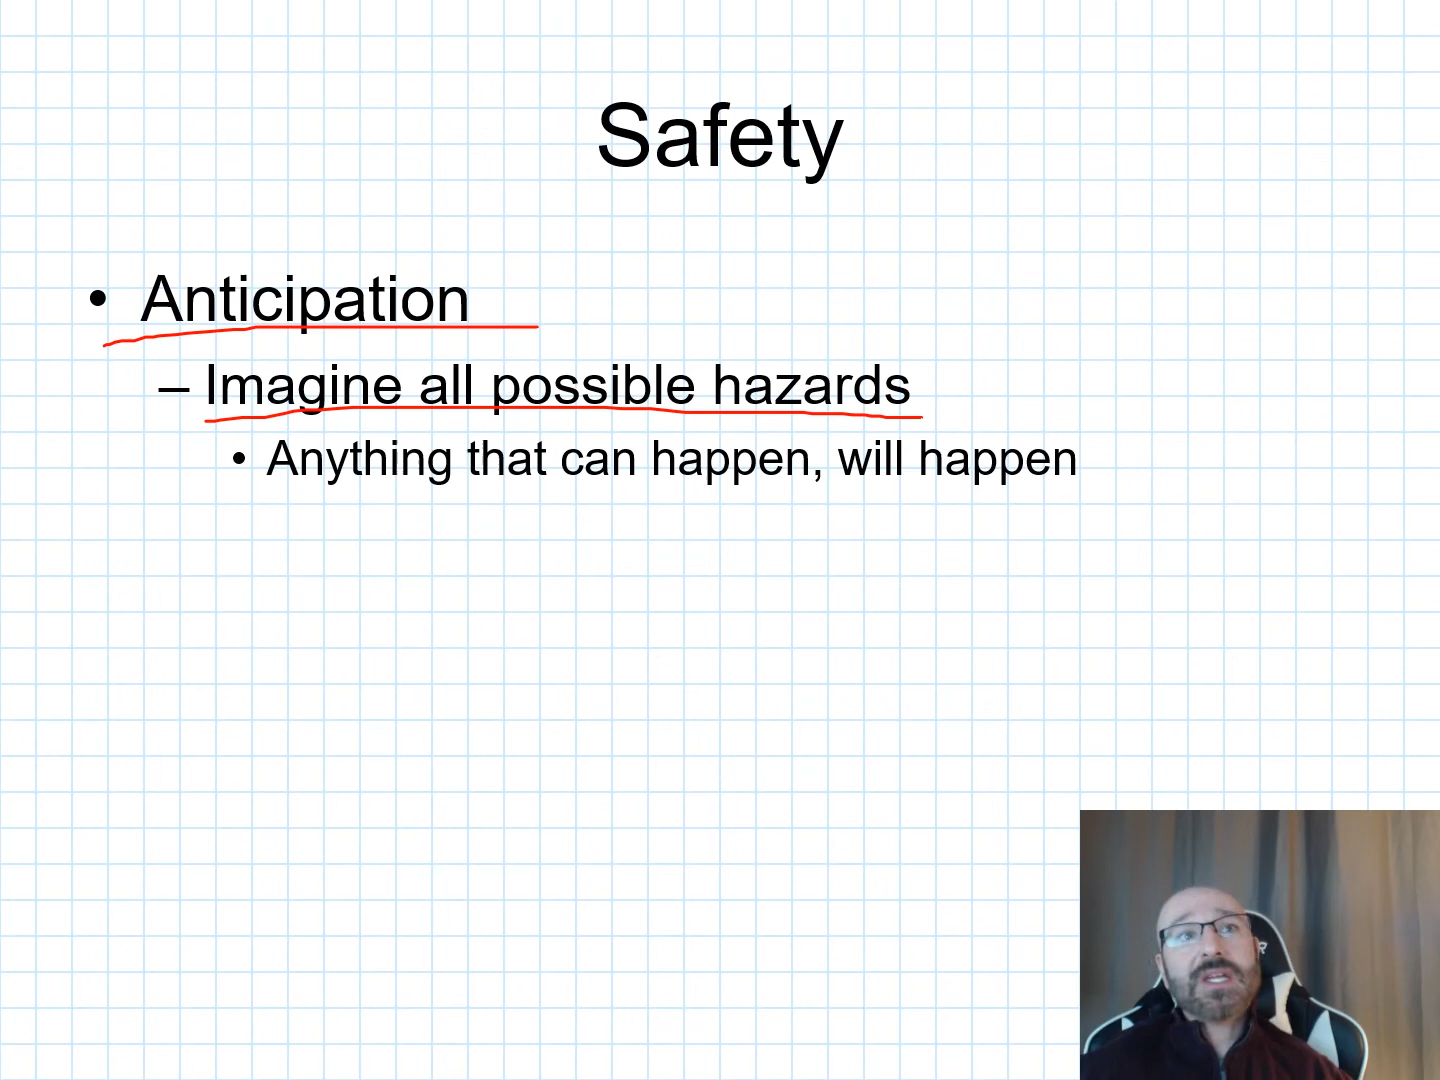 Safety
• Anticipation
– Imagine all possible hazards
• Anything that can happen, will happen